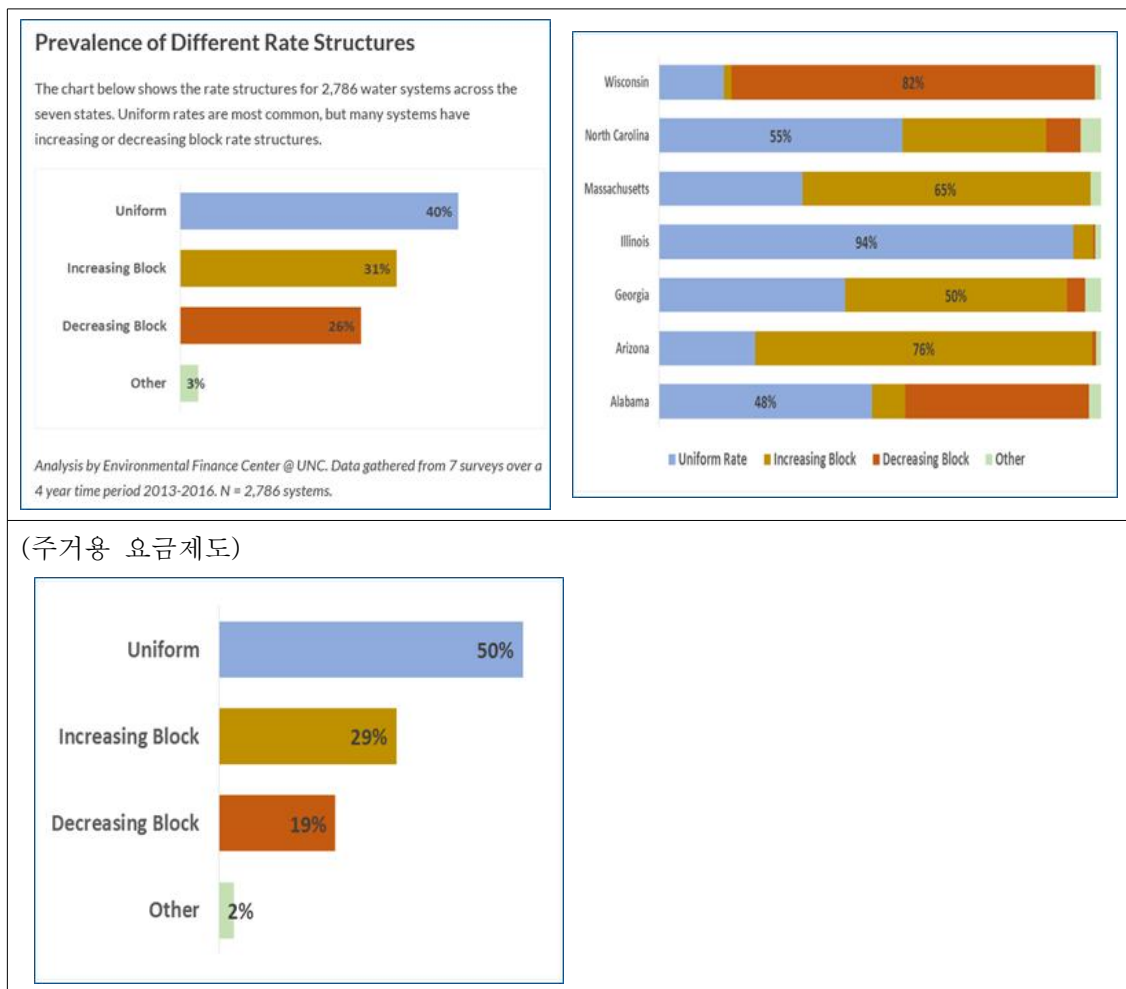 Prevalence of Different Rate Structures
The chart below shows the rate structures for 2,786 water systems across the
seven states. Uniform rates are most common, but many systems have
increasing or decreasing block rate structures.
Uniform
40%
Increasing Block
31%
Decreasing Block
26%
Other
3%
Analysis by Environmental Finance Center @ UNC. Data gathered from 7 surveys over a
4 year time period 2013-2016. N = 2,786 systems.
Wisconsin
82%
North Carolina
55%
Massachusetts
65%
Illinois
94%
Georgia
50%
Arizona
76%
Alabama
48%
Uniform Rate Increasing Block Decreasing Block Other
(주거용 요금제도)
Uniform
50%
Increasing Block
29%
Decreasing Block
19%
Other
2%